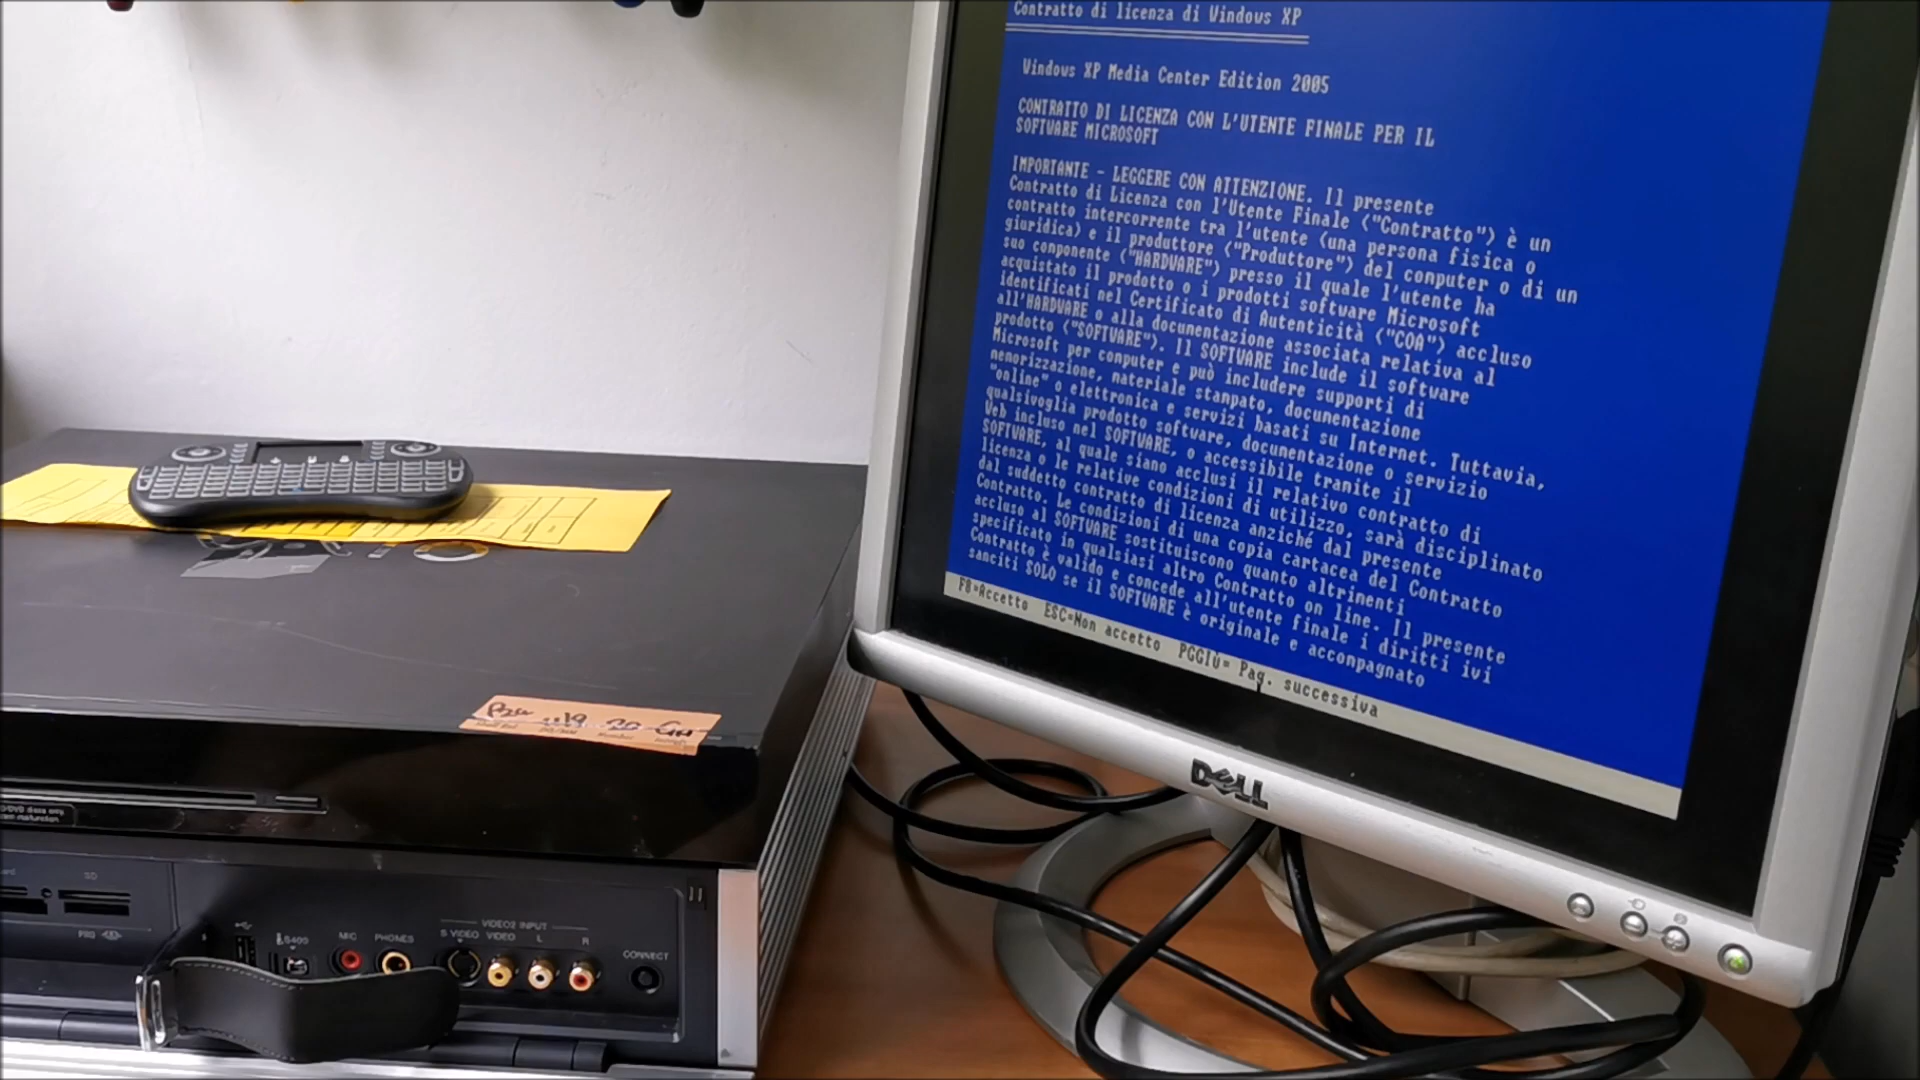 Contratto di licenza di Windows XP
Windows XP Media Center Edition 2005
CONTRATTO DI LICENZA CON L'UTENTE FINALE PER IL
SOFTWARE MICROSOFT
IMPORTANTE - LEGGERE CON ATTENZIONE. Il presente
Contratto di Licenza con l'Utente Finale ("Contratto") è un
contratto intercorrente tra l'utente (una persona fisica o
giuridica) e il produttore ("Produttore") del computer o di un
suo componente ("HARDWARE") presso il quale l'utente ha
acquistato il prodotto o i prodotti software Microsoft
identificati nel Certificato di Autenticità ("COA") accluso
all'HARDWARE o alla documentazione associata relativa al
prodotto ("SOFTWARE"). Il SOFTWARE include il software
Microsoft per computer e può includere supporti di
memorizzazione, materiale stampato, documentazione
"online" o elettronica e servizi basati su Internet. Tuttavia,
qualsivoglia prodotto software, documentazione o servizio
Web incluso nel SOFTWARE, o accessibile tramite il
SOFTWARE, al quale siano acclusi il relativo contratto di
licenza o le relative condizioni di utilizzo, sarà disciplinato
dal suddetto contratto di licenza anziché dal presente
Contratto. Le condizioni di una copia cartacea del Contratto
accluso al SOFTWARE sostituiscono quanto altrimenti
specificato in qualsiasi altro Contratto on line. Il presente
Contratto è valido e concede all'utente finale i diritti ivi
sanciti SOLO se il SOFTWARE è originale e accompagnato
F8=Accetto ESC=Non accetto PGGIÙ= Pag. successiva
DELL
SD
PRO
S400
MIC
PHONES
VIDEO2 INPUT
S VIDEO VIDEO L R
CONNECT